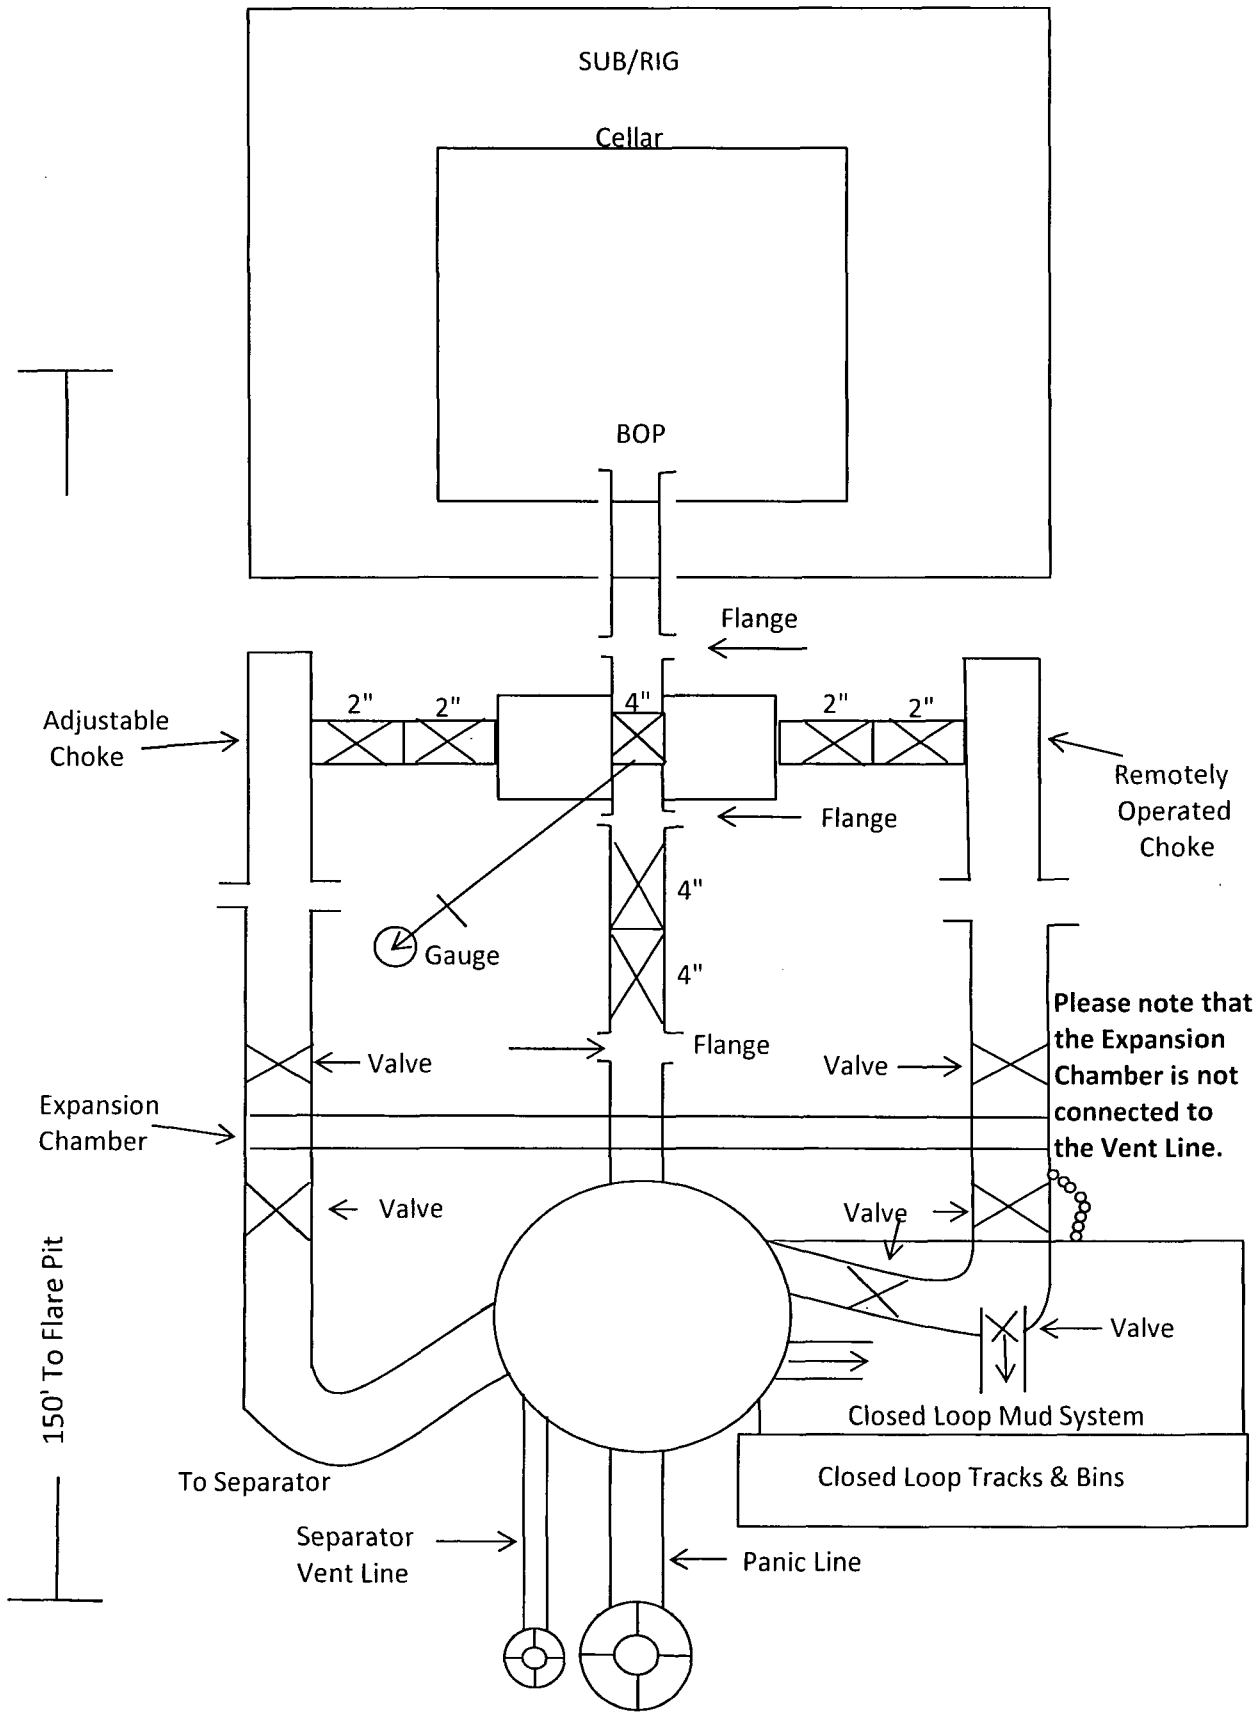 SUB/RIG
Cellar
BOP
Flange
2"
2"
4"
2"
2"
Adjustable
Choke
Remotely
Operated
Choke
Flange
4"
Gauge
4"
Flange
Please note that
the Expansion
Chamber is not
connected to
the Vent Line.
Valve
Valve
Expansion
Chamber
Valve
Valve
150' To Flare Pit
Valve
Closed Loop Mud System
To Separator
Closed Loop Tracks & Bins
Separator
Vent Line
Panic Line